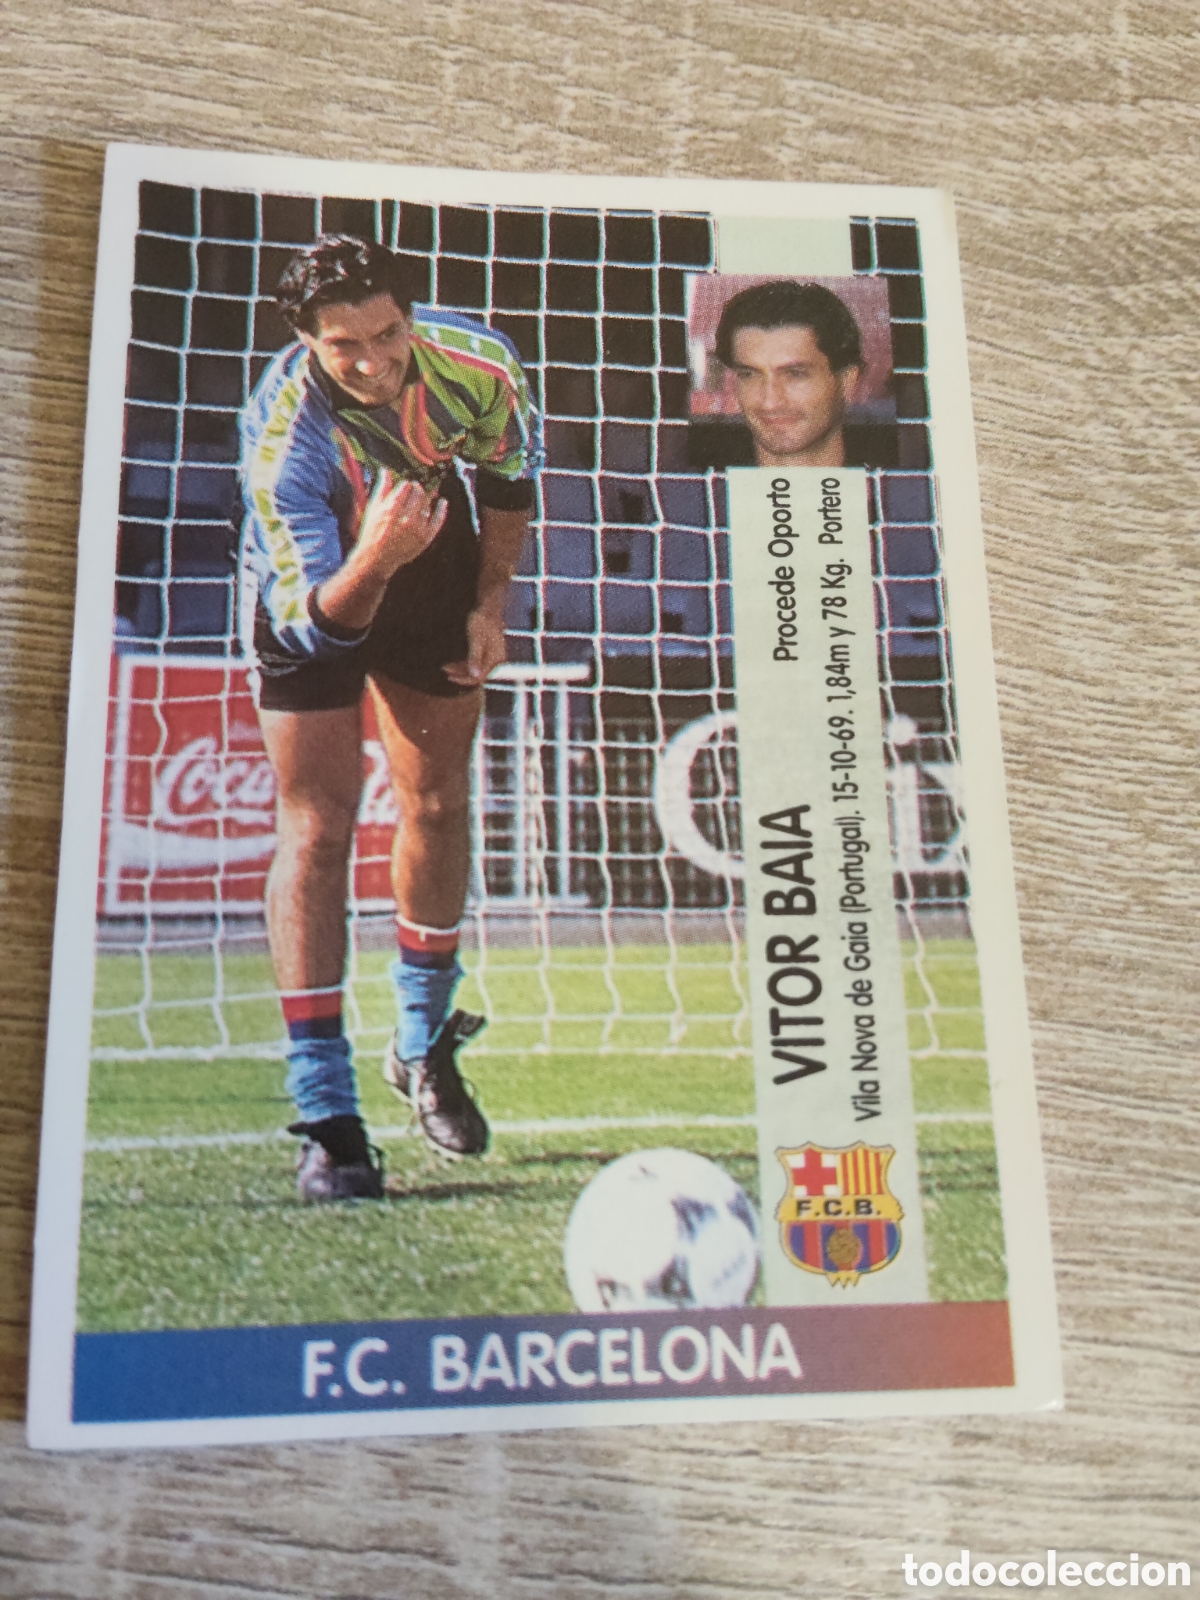 Procede Oporto
VITOR BAIA
Vila Nova de Gaia (Portugal). 15-10-69. 1,84m y 78 Kg. Portero
Coca
F.C.B.
F.C. BARCELONA
todocoleccion